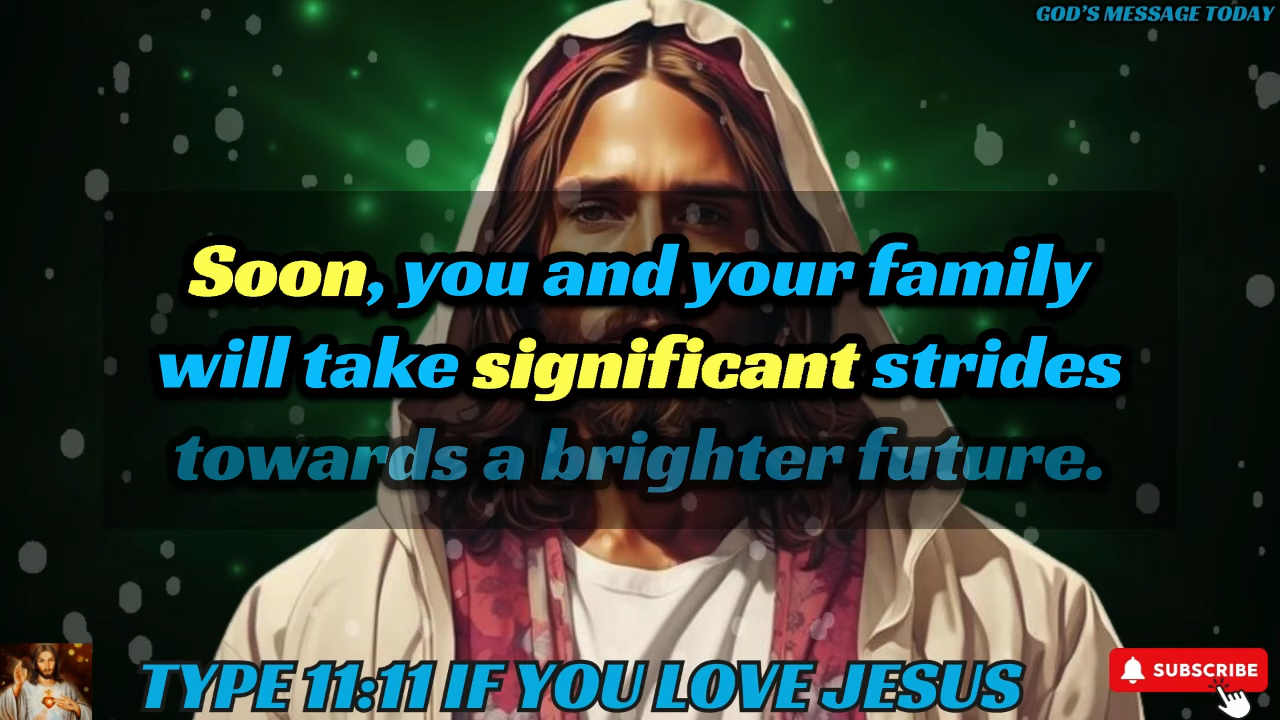 GOD'S MESSAGE TODAY
Soon, you and your family
will take significant strides
towards a brighter future.
TYPE 11:11 IF YOU LOVE JESUS
SUBSCRIBE